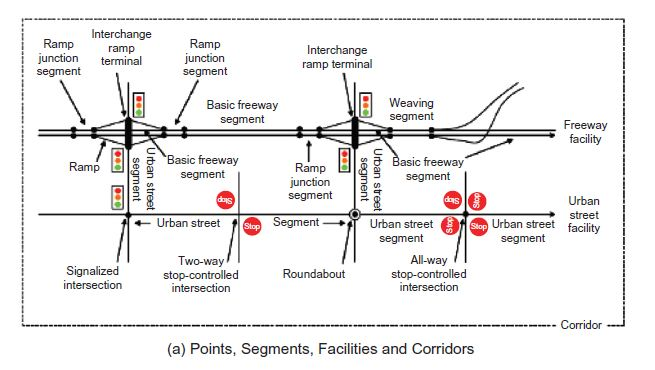 Ramp
junction
segment
Interchange
ramp
terminal
Ramp
junction
segment
Interchange
ramp terminal
Basic freeway
segment
Weaving
segment
Freeway
facility
Ramp
Urban street
segment
Basic freeway
segment
Ramp
junction
segment
Urban street
segment
Basic freeway
segment
Stop
Stop
Stop
Stop
Stop
Stop
Urban street
Segment
Urban street
segment
Urban street
segment
Urban
street
facility
Signalized
intersection
Two-way
stop-controlled
intersection
Roundabout
All-way
stop-controlled
intersection
Corridor
(a) Points, Segments, Facilities and Corridors